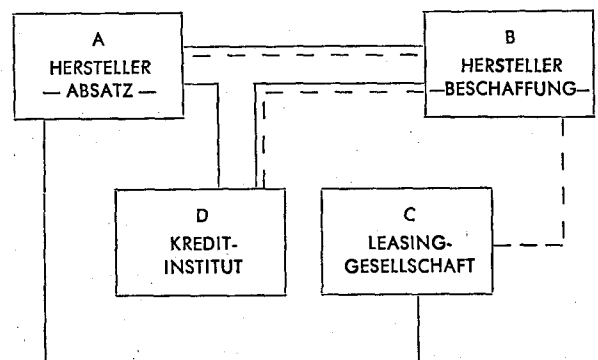 A
HERSTELLER
— ABSATZ —
B
HERSTELLER
—BESCHAFFUNG—
D
KREDIT-
INSTITUT
C
LEASING-
GESELLSCHAFT